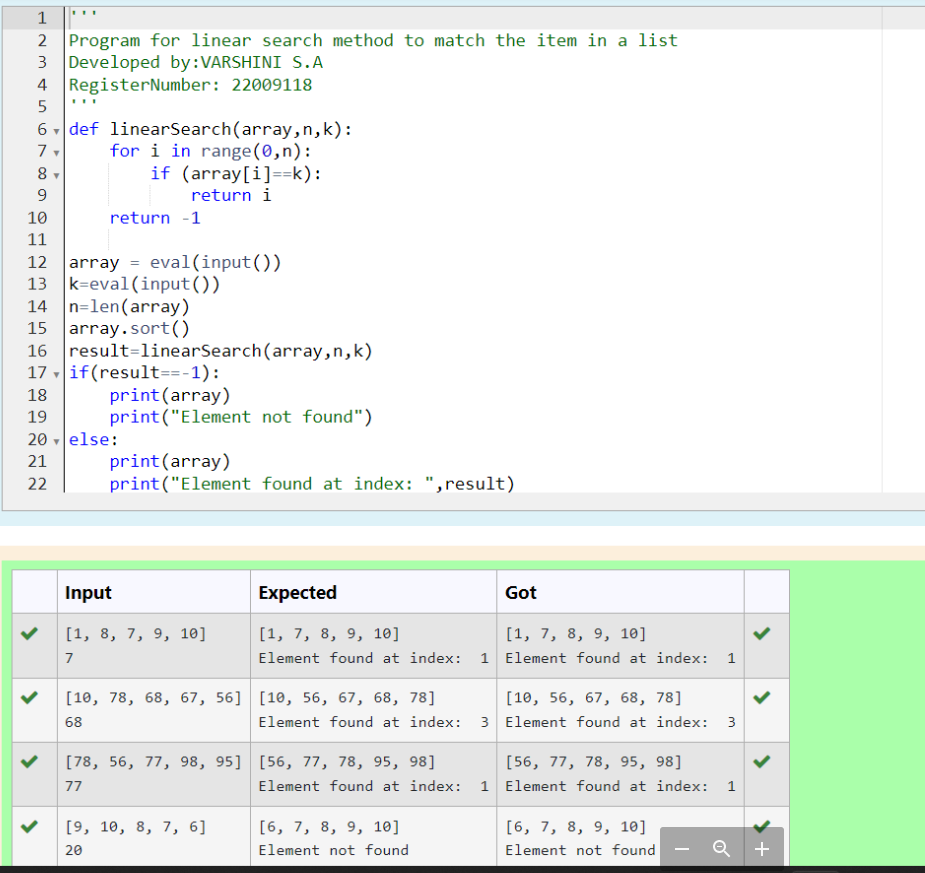 1 '''
2 Program for linear search method to match the item in a list
3 Developed by:VARSHINI S.A
4 RegisterNumber: 22009118
5 '''
6 def linearSearch(array,n,k):
7     for i in range(0,n):
8         if (array[i]==k):
9             return i
10     return -1
11
12 array = eval(input())
13 k=eval(input())
14 n=len(array)
15 array.sort()
16 result=linearSearch(array,n,k)
17 if(result==-1):
18     print(array)
19     print("Element not found")
20 else:
21     print(array)
22     print("Element found at index: ",result)
Input Expected Got
[1, 8, 7, 9, 10] [1, 7, 8, 9, 10] [1, 7, 8, 9, 10]
7 Element found at index:  1 Element found at index:  1
[10, 78, 68, 67, 56] [10, 56, 67, 68, 78] [10, 56, 67, 68, 78]
68 Element found at index:  3 Element found at index:  3
[78, 56, 77, 98, 95] [56, 77, 78, 95, 98] [56, 77, 78, 95, 98]
77 Element found at index:  1 Element found at index:  1
[9, 10, 8, 7, 6] [6, 7, 8, 9, 10] [6, 7, 8, 9, 10]
20 Element not found Element not found